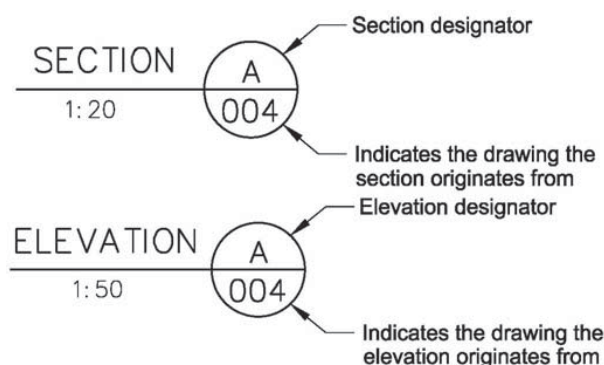 Section designator
SECTION
A
1:20
004
Indicates the drawing the
section originates from
Elevation designator
ELEVATION
A
1:50
004
Indicates the drawing the
elevation originates from